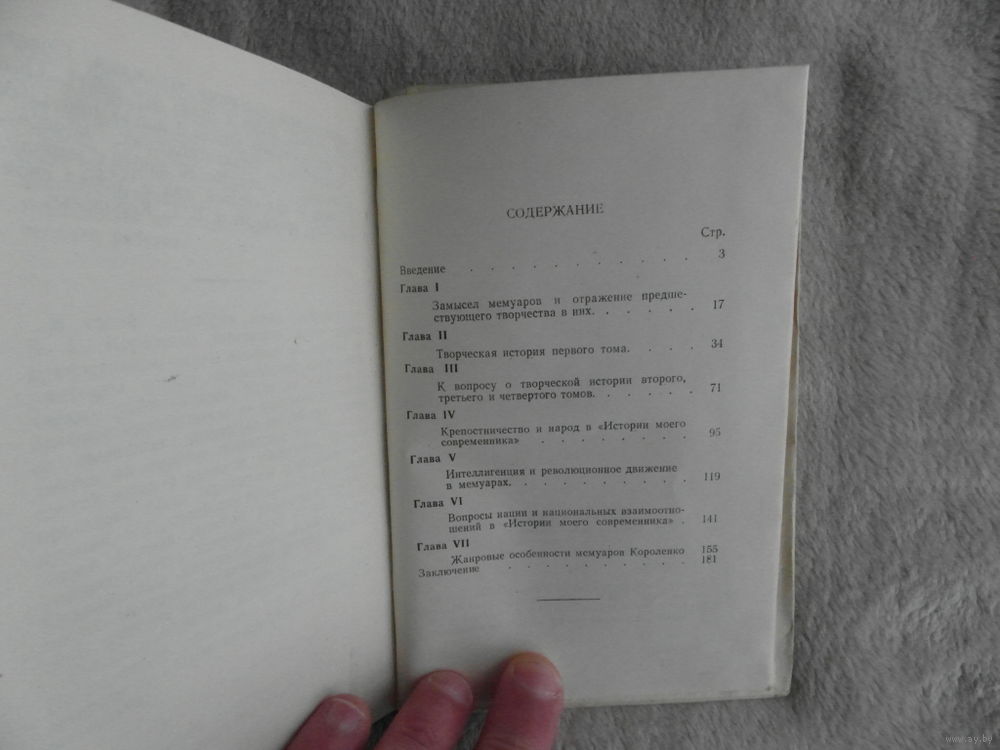 СОДЕРЖАНИЕ
Стр.
Введение . . . . . . . . . . . 3
Глава I
Замысел мемуаров и отражение предше-
ствующего творчества в них. . . . . . 17
Глава II
Творческая история первого тома. . . . 34
Глава III
К вопросу о творческой истории второго,
третьего и четвертого томов. . . . . . 71
Глава IV
Крепостничество и народ в «Истории моего
современника» . . . . . . . . 95
Глава V
Интеллигенция и революционное движение
в мемуарах. . . . . . . . . . 119
Глава VI
Вопросы нации и национальных взаимоотно-
шений в «Истории моего современника» . 141
Глава VII
Жанровые особенности мемуаров Короленко 155
Заключение . . . . . . . . . 181
www.ay.by